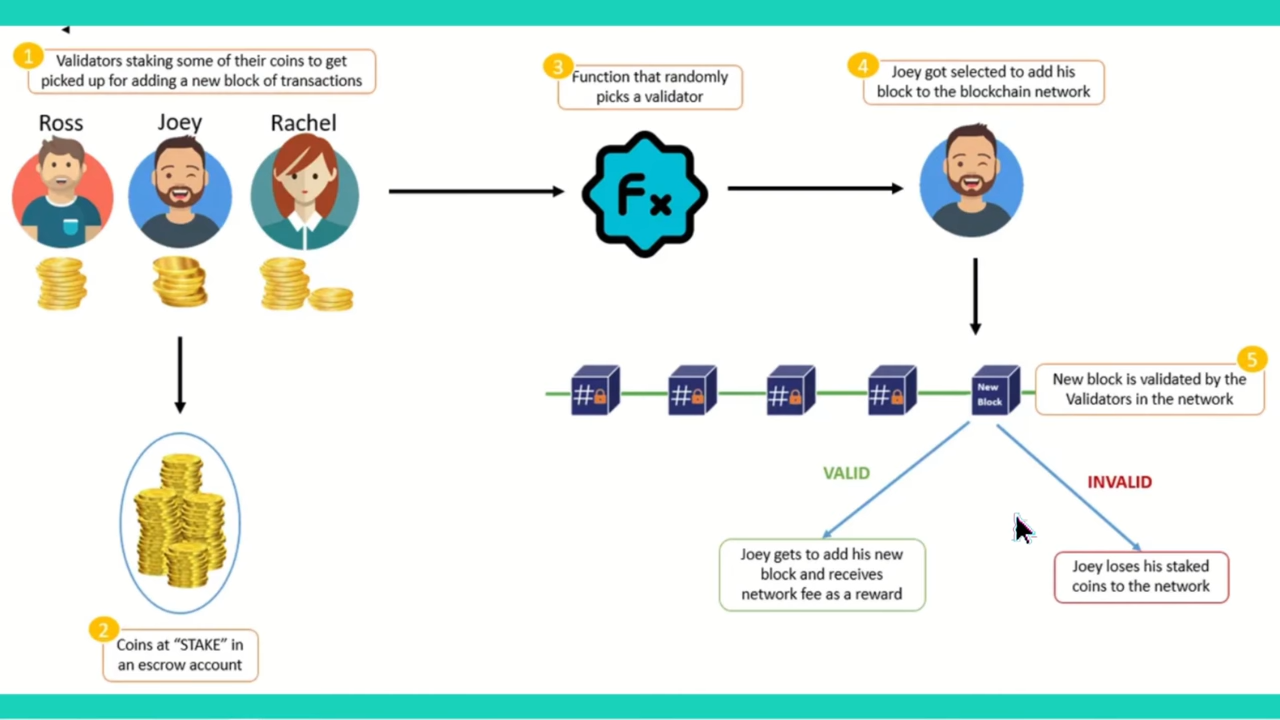 1
Validators staking some of their coins to get
picked up for adding a new block of transactions
Ross
Joey
Rachel
2
Coins at “STAKE” in
an escrow account
3
Function that randomly
picks a validator
Fx
4
Joey got selected to add his
block to the blockchain network
#
#
#
#
New
Block
5
New block is validated by the
Validators in the network
VALID
INVALID
Joey gets to add his new
block and receives
network fee as a reward
Joey loses his staked
coins to the network